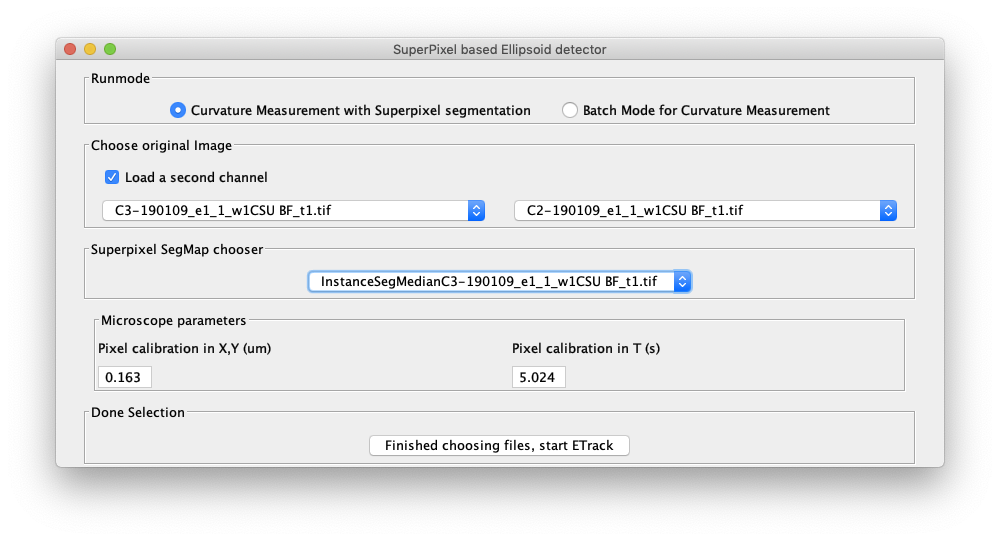 SuperPixel based Ellipsoid detector
Runmode
Curvature Measurement with Superpixel segmentation
Batch Mode for Curvature Measurement
Choose original Image
Load a second channel
C3-190109_e1_1_w1CSU BF_t1.tif
C2-190109_e1_1_w1CSU BF_t1.tif
Superpixel SegMap chooser
InstanceSegMedianC3-190109_e1_1_w1CSU BF_t1.tif
Microscope parameters
Pixel calibration in X,Y (um)
Pixel calibration in T (s)
0.163
5.024
Done Selection
Finished choosing files, start ETrack